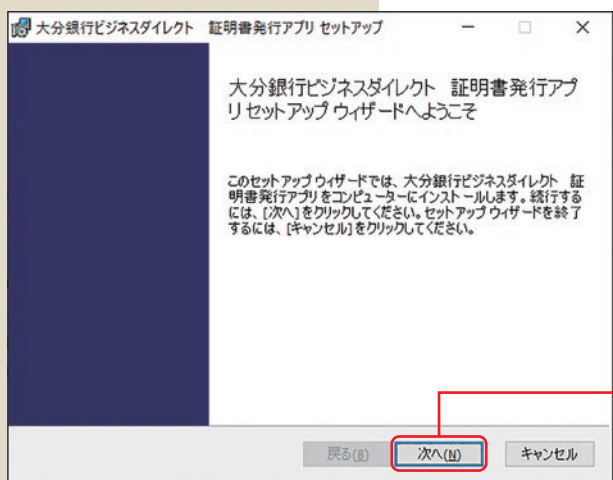 大分銀行ビジネスダイレクト　証明書発行アプリ セットアップ
大分銀行ビジネスダイレクト　証明書発行アプ
リ セットアップ ウィザードへようこそ
このセットアップ ウィザードでは、大分銀行ビジネスダイレクト　証
明書発行アプリをコンピューターにインストールします。続行する
には、[次へ]をクリックしてください。セットアップ ウィザードを終了
するには、[キャンセル]をクリックしてください。
戻る(B) 次へ(N) キャンセル